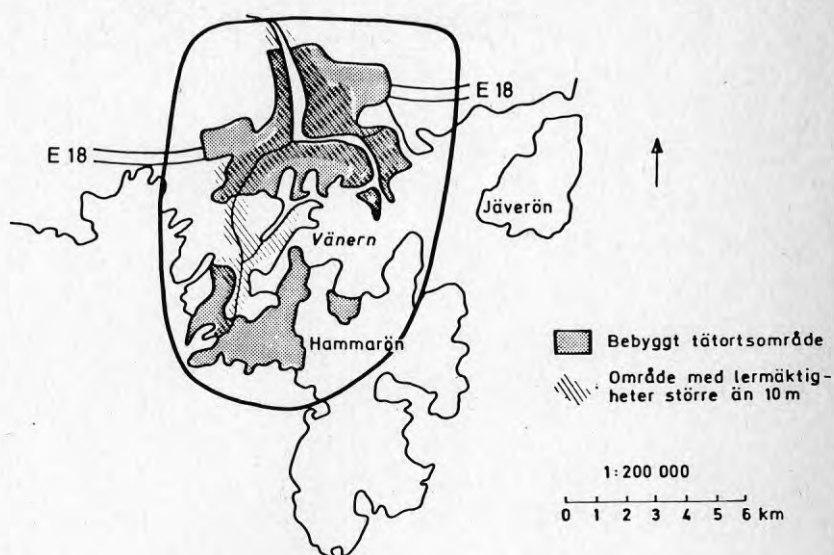 E 18
E 18
Jäverön
Vänern
Hammarön
Bebyggt tätortsområde
Område med lermäktig-
heter större än 10 m
1:200 000
0 1 2 3 4 5 6 km